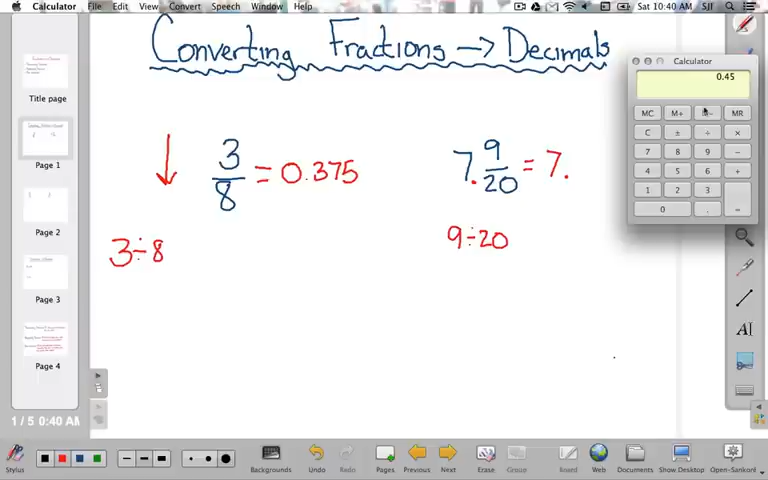 Calculator File Edit View Convert Speech Window Help Sat 10:40 AM SJI
Converting Fractions → Decimals
Title page
Page 1
Page 2
Page 3
Page 4
1 / 5 0:40 AM
3/8 = 0.375
3÷8
7. 9/20 = 7.
9÷20
Calculator
0.45
MC M+ M− MR
C ± ÷ ×
7 8 9 −
4 5 6 +
1 2 3
0 . =
A
Stylus Backgrounds Undo Redo Pages Previous Next Erase Group Board Web Documents Show Desktop Open-Sankoré